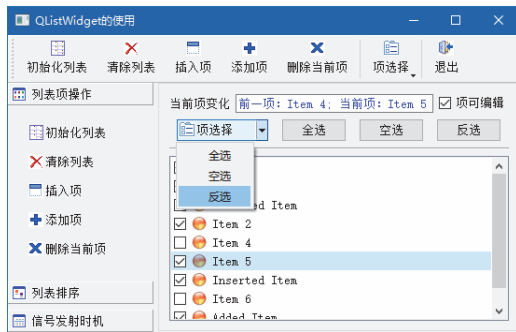 QListWidget的使用
初始化列表 清除列表 插入项 添加项 删除当前项 项选择 退出
列表项操作
当前项变化 前一项: Item 4; 当前项: Item 5 项可编辑
项选择 全选 空选 反选
初始化列表
清除列表
插入项
添加项
删除当前项
全选
空选
反选
ed Item
Item 2
Item 4
Item 5
Inserted Item
Item 6
Added Item
列表排序
信号发射时机